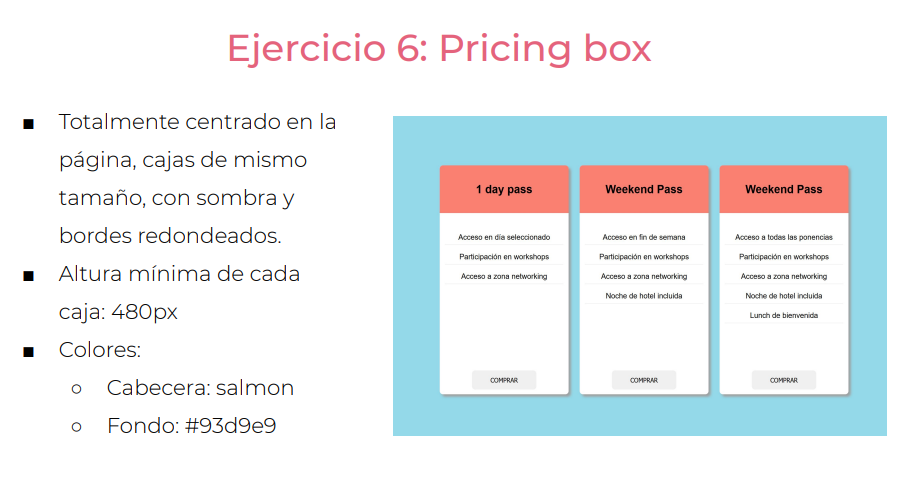 Ejercicio 6: Pricing box
■ Totalmente centrado en la
página, cajas de mismo
tamaño, con sombra y
bordes redondeados.
■ Altura mínima de cada
caja: 480px
■ Colores:
○ Cabecera: salmon
○ Fondo: #93d9e9
1 day pass
Acceso en día seleccionado
Participación en workshops
Acceso a zona networking
COMPRAR
Weekend Pass
Acceso en fin de semana
Participación en workshops
Acceso a zona networking
Noche de hotel incluida
COMPRAR
Weekend Pass
Acceso a todas las ponencias
Participación en workshops
Acceso a zona networking
Noche de hotel incluida
Lunch de bienvenida
COMPRAR